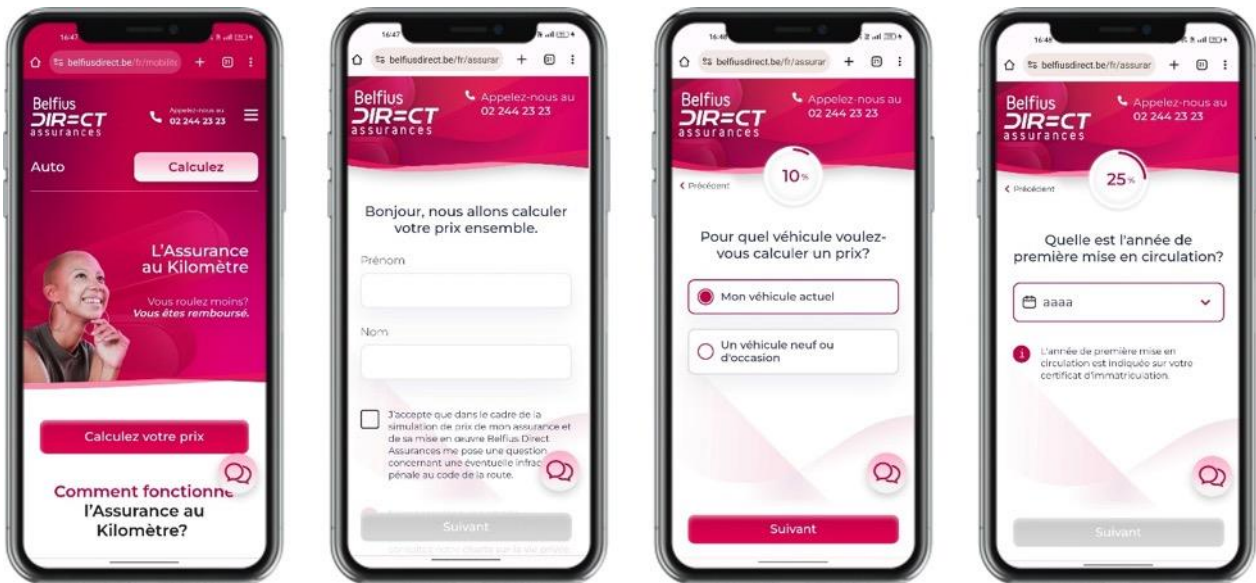 16:47
belfiusdirect.be/fr/mobilité
Belfius
DIRECT
assurances
Appelez-nous au
02 244 23 23
Auto
Calculez
L'Assurance
au Kilomètre
Vous roulez moins?
Vous êtes remboursé.
Calculez votre prix
Comment fonctionne
l'Assurance au
Kilomètre?
16:47
belfiusdirect.be/fr/assurar
Belfius
DIRECT
assurances
Appelez-nous au
02 244 23 23
Bonjour, nous allons calculer
votre prix ensemble.
Prénom
Nom
J'accepte que dans le cadre de la
simulation de prix de mon assurance et
de sa mise en œuvre Belfius Direct
Assurances me pose une question
concernant une éventuelle infrac
pénale au code de la route.
Suivant
16:48
belfiusdirect.be/fr/assurar
Belfius
DIRECT
assurances
Appelez-nous au
02 244 23 23
10%
Précédent
Pour quel véhicule voulez-
vous calculer un prix?
Mon véhicule actuel
Un véhicule neuf ou
d'occasion
Suivant
16:48
belfiusdirect.be/fr/assurar
Belfius
DIRECT
assurances
Appelez-nous au
02 244 23 23
25%
Précédent
Quelle est l'année de
première mise en circulation?
aaaa
L'année de première mise en
circulation est indiquée sur votre
certificat d'immatriculation.
Suivant